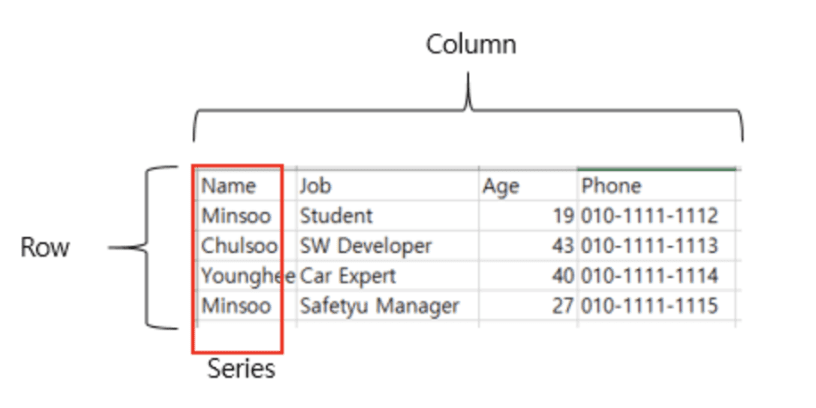 Column
Name Job Age Phone
Minsoo Student 19 010-1111-1112
Chulsoo SW Developer 43 010-1111-1113
Row
Younghee Car Expert 40 010-1111-1114
Minsoo Safetyu Manager 27 010-1111-1115
Series